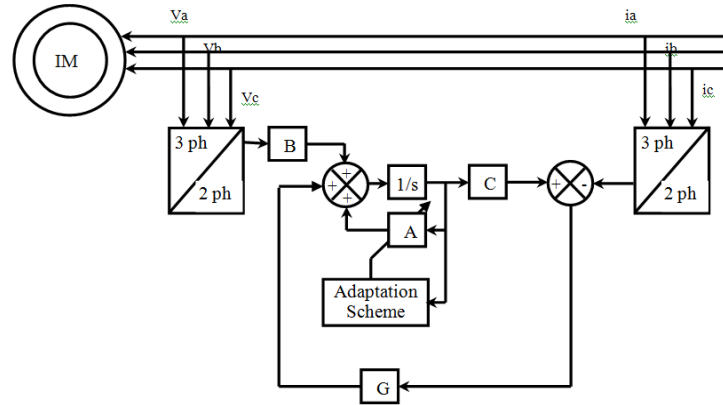 Va
ia
Vb
ib
IM
Vc
ic
3 ph
2 ph
B
+
+
+
1/s
C
+
-
3 ph
2 ph
A
Adaptation
Scheme
G